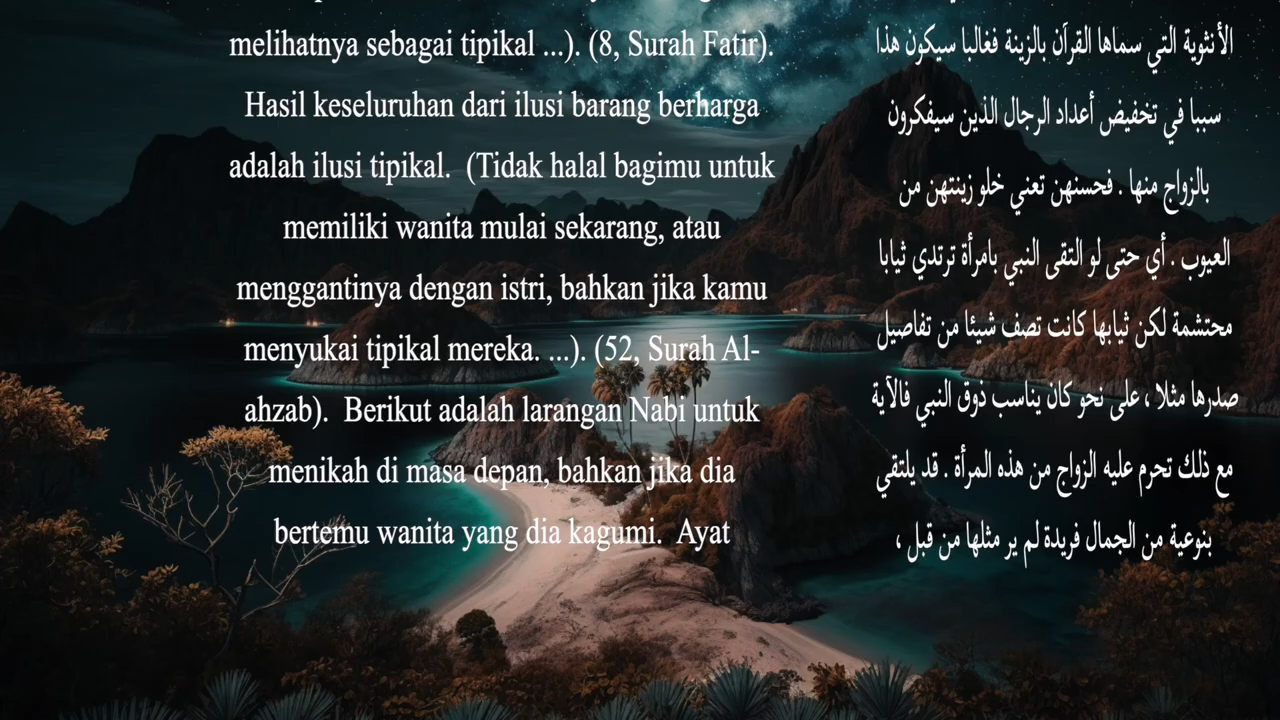 melihatnya sebagai tipikal ...). (8, Surah Fatir).
Hasil keseluruhan dari ilusi barang berharga
adalah ilusi tipikal.  (Tidak halal bagimu untuk
memiliki wanita mulai sekarang, atau
menggantinya dengan istri, bahkan jika kamu
menyukai tipikal mereka. ...). (52, Surah Al-
ahzab).  Berikut adalah larangan Nabi untuk
menikah di masa depan, bahkan jika dia
bertemu wanita yang dia kagumi.  Ayat
الأنثوية التي سماها القرآن بالزينة فغالبا سيكون هذا
سببا في تخفيض أعداد الرجال الذين سيفكرون
بالزواج منها . فحسنهن تعني خلو زينتهن من
العيوب . أي حتى لو التقى النبي بامرأة ترتدي ثيابا
محتشمة لكن ثيابها كانت تصف شيئا من تفاصيل
صدرها مثلا ، على نحو كان يناسب ذوق النبي فالآية
مع ذلك تحرم عليه الزواج من هذه المرأة . قد يلتقي
بنوعية من الجمال فريدة لم ير مثلها من قبل ،